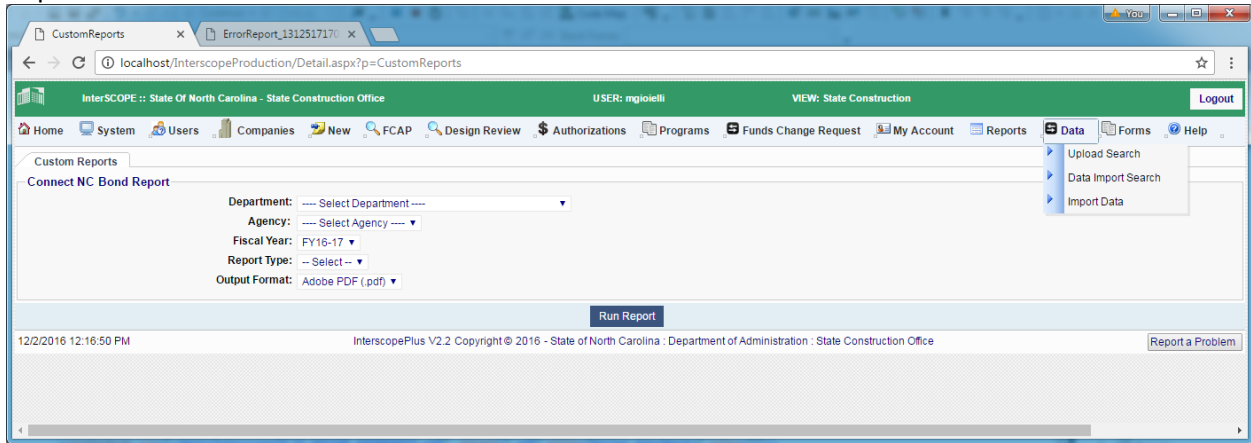 You
CustomReports
ErrorReport_1312517170
localhost/InterscopeProduction/Detail.aspx?p=CustomReports
InterSCOPE :: State Of North Carolina - State Construction Office USER: mgioielli VIEW: State Construction Logout
Home System Users Companies New FCAP Design Review Authorizations Programs Funds Change Request My Account Reports Data Forms Help
Upload Search
Data Import Search
Import Data
Custom Reports
Connect NC Bond Report
Department: ---- Select Department ----
Agency: ---- Select Agency ----
Fiscal Year: FY16-17
Report Type: -- Select --
Output Format: Adobe PDF (.pdf)
Run Report
12/2/2016 12:16:50 PM InterscopePlus V2.2 Copyright © 2016 - State of North Carolina : Department of Administration : State Construction Office Report a Problem